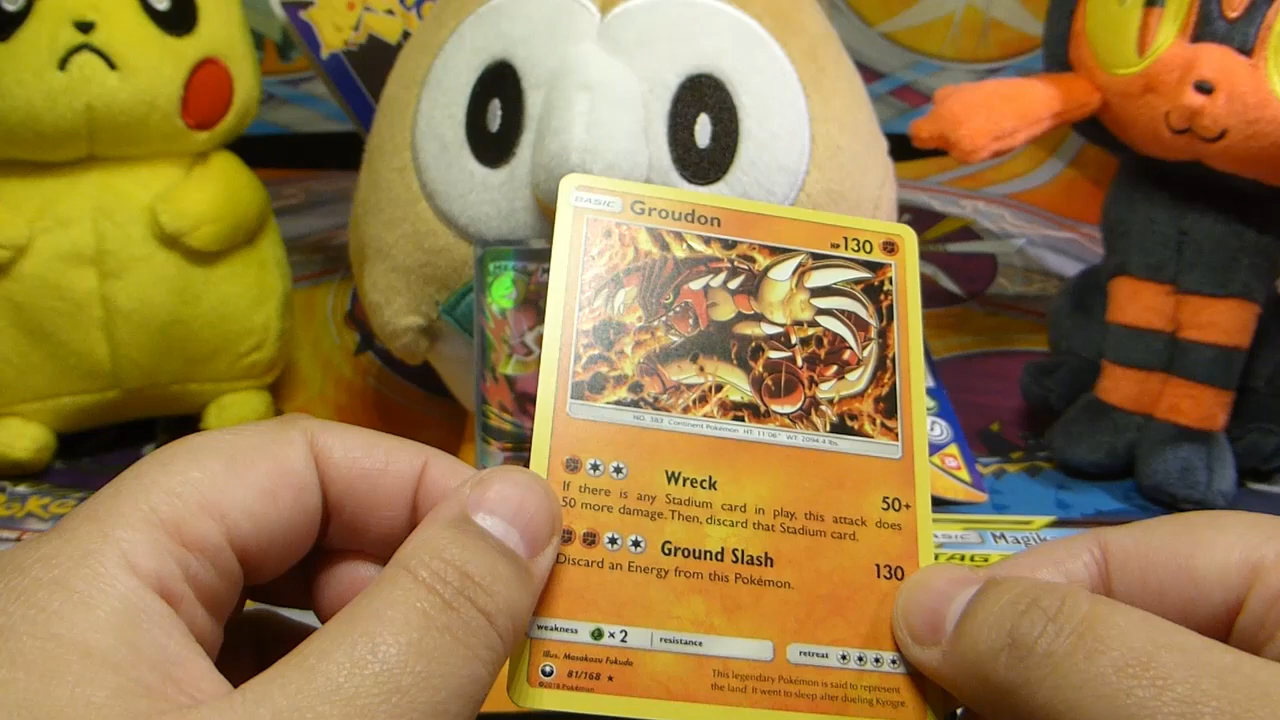 BASIC Groudon HP 130
NO. 383 Continent Pokémon HT: 11'06" WT: 2094.4 lbs.
Wreck 50+
If there is any Stadium card in play, this attack does
50 more damage. Then, discard that Stadium card.
Ground Slash 130
Discard an Energy from this Pokémon.
weakness ×2 resistance retreat
Illus. Masakazu Fukuda
81/168
©2018 Pokémon
This legendary Pokémon is said to represent
the land. It went to sleep after dueling Kyogre.
TAG